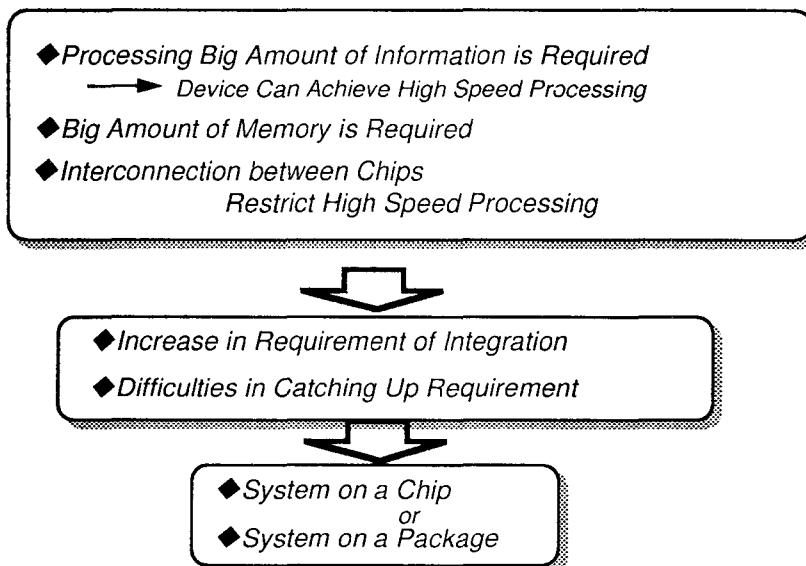 ◆Processing Big Amount of Information is Required
→ Device Can Achieve High Speed Processing
◆Big Amount of Memory is Required
◆Interconnection between Chips
Restrict High Speed Processing
◆Increase in Requirement of Integration
◆Difficulties in Catching Up Requirement
◆System on a Chip
or
◆System on a Package